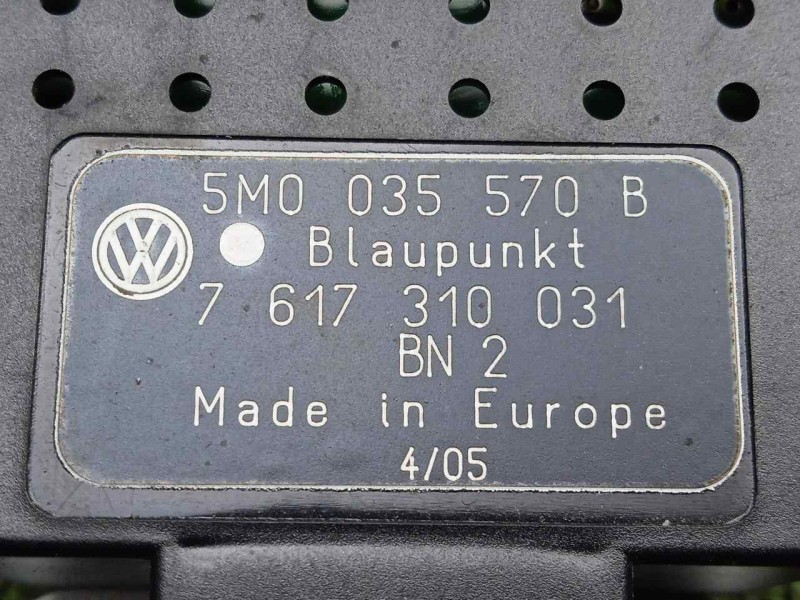 5M0 035 570 B
Blaupunkt
7 617 310 031
BN 2
Made in Europe
4/05